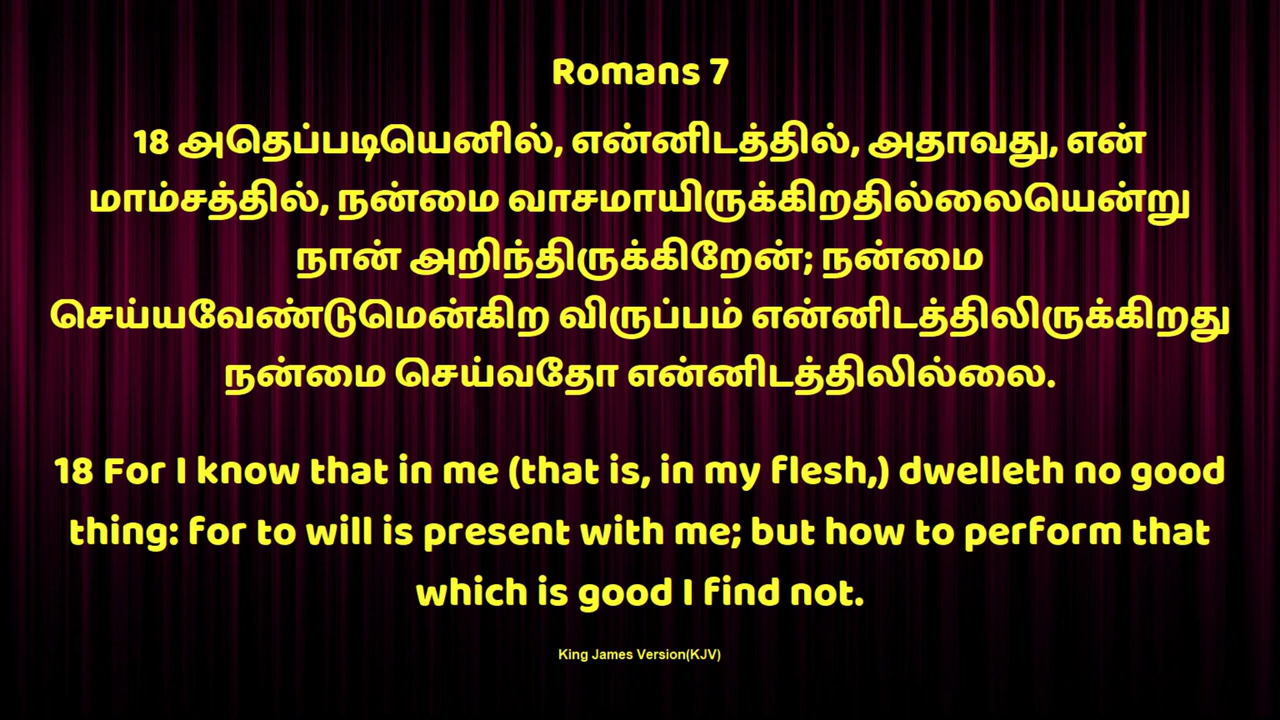 Romans 7
18 அதெப்படியெனில், என்னிடத்தில், அதாவது, என்
மாம்சத்தில், நன்மை வாசமாயிருக்கிறதில்லையென்று
நான் அறிந்திருக்கிறேன்; நன்மை
செய்யவேண்டுமென்கிற விருப்பம் என்னிடத்திலிருக்கிறது
நன்மை செய்வதோ என்னிடத்திலில்லை.
18 For I know that in me (that is, in my flesh,) dwelleth no good
thing: for to will is present with me; but how to perform that
which is good I find not.
King James Version(KJV)